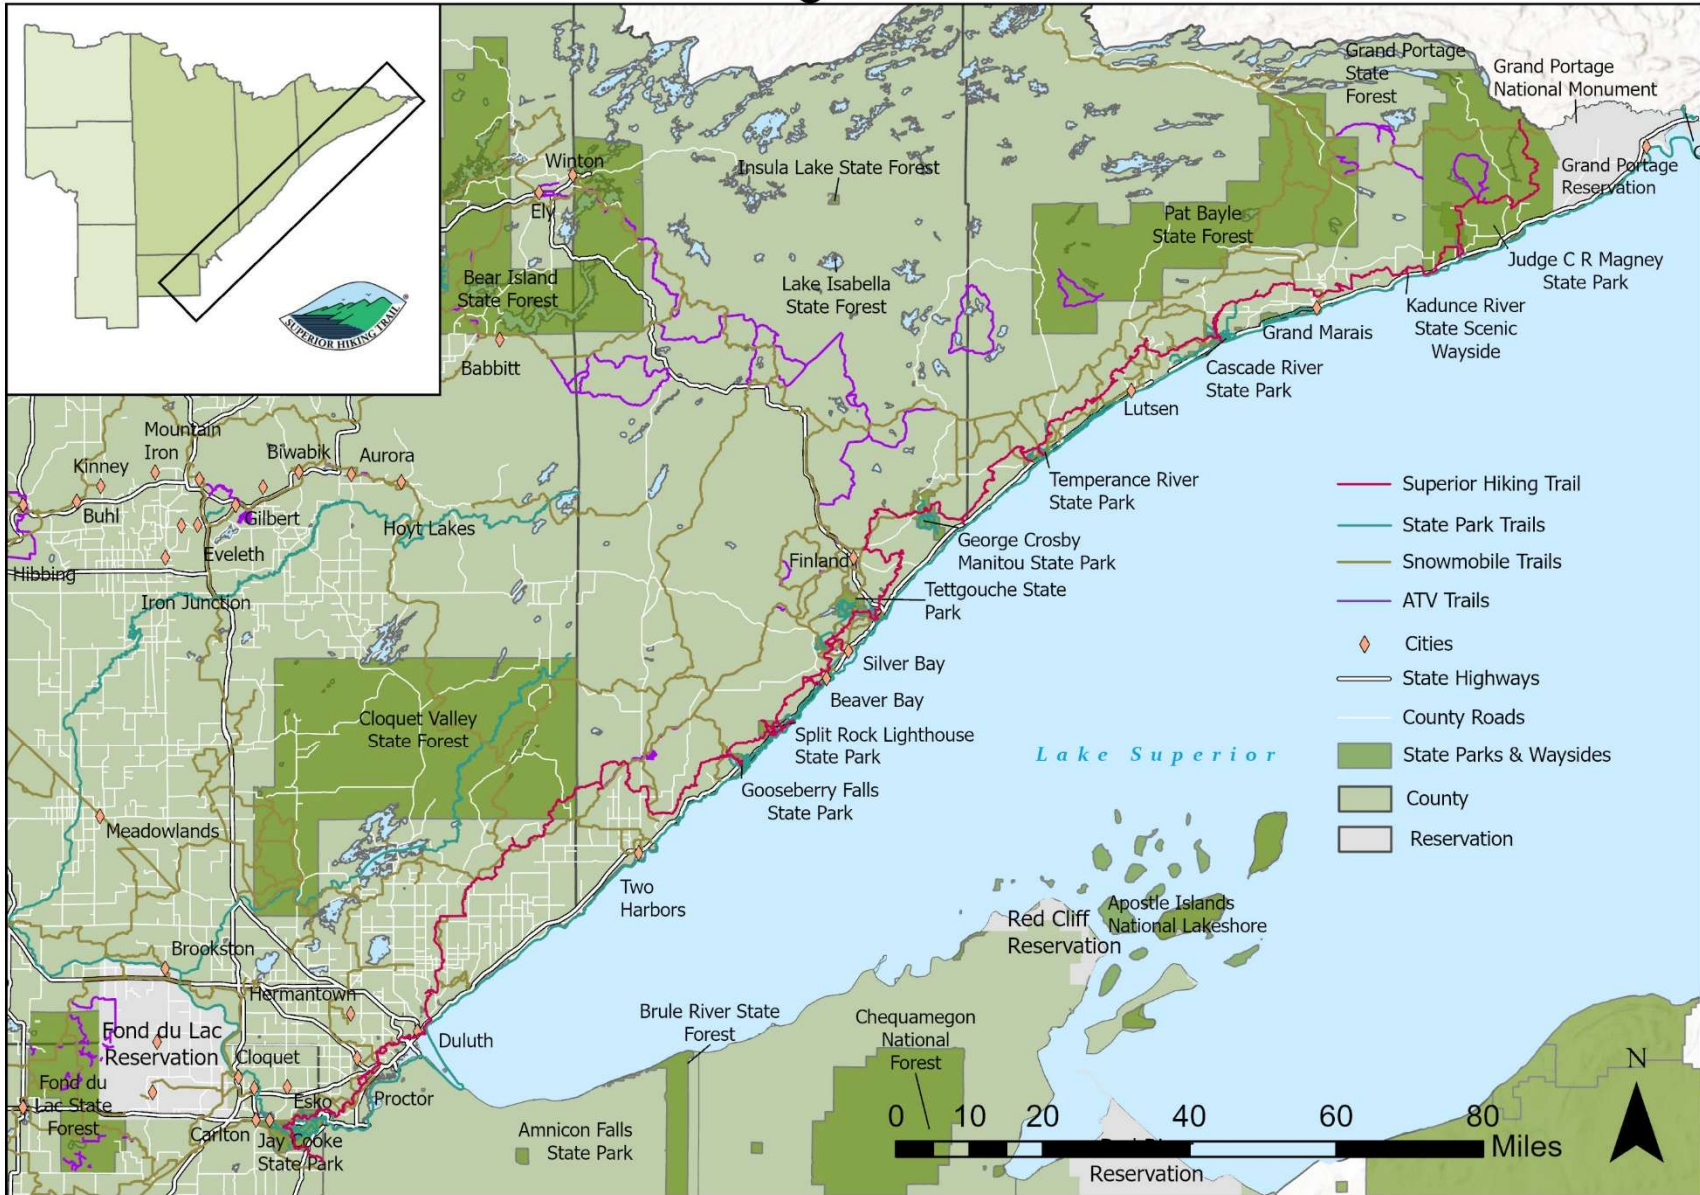 SUPERIOR HIKING TRAIL
Grand Portage
State
Forest
Grand Portage
National Monument
Grand Portage
Reservation
Winton
Ely
Insula Lake State Forest
Pat Bayle
State Forest
Bear Island
State Forest
Lake Isabella
State Forest
Judge C R Magney
State Park
Kadunce River
State Scenic
Wayside
Grand Marais
Babbitt
Cascade River
State Park
Lutsen
Mountain
Iron
Kinney
Biwabik
Aurora
Buhl
Gilbert
Hoyt Lakes
Eveleth
Hibbing
Iron Junction
Temperance River
State Park
Finland
George Crosby
Manitou State Park
Tettgouche State
Park
Silver Bay
Beaver Bay
Cloquet Valley
State Forest
Split Rock Lighthouse
State Park
Gooseberry Falls
State Park
Lake Superior
Superior Hiking Trail
State Park Trails
Snowmobile Trails
ATV Trails
Cities
State Highways
County Roads
State Parks & Waysides
County
Reservation
Meadowlands
Two
Harbors
Red Cliff
Reservation
Apostle Islands
National Lakeshore
Brookston
Hermantown
Duluth
Brule River State
Forest
Chequamegon
National
Forest
Fond du Lac
Reservation
Cloquet
Fond du
Lac State
Forest
Esko
Proctor
Carlton
Jay Cooke
State Park
Amnicon Falls
State Park
N
0 10 20 40 60 80
Miles
Reservation